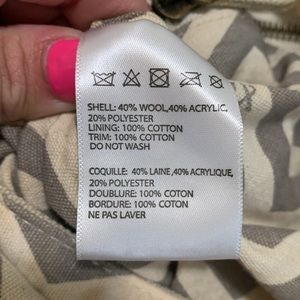 SHELL: 40% WOOL,40% ACRYLIC,
20% POLYESTER
LINING: 100% COTTON
TRIM: 100% COTTON
DO NOT WASH
COQUILLE: 40% LAINE ,40% ACRYLIQUE,
20% POLYESTER
DOUBLURE: 100% COTON
BORDURE: 100% COTON
NE PAS LAVER